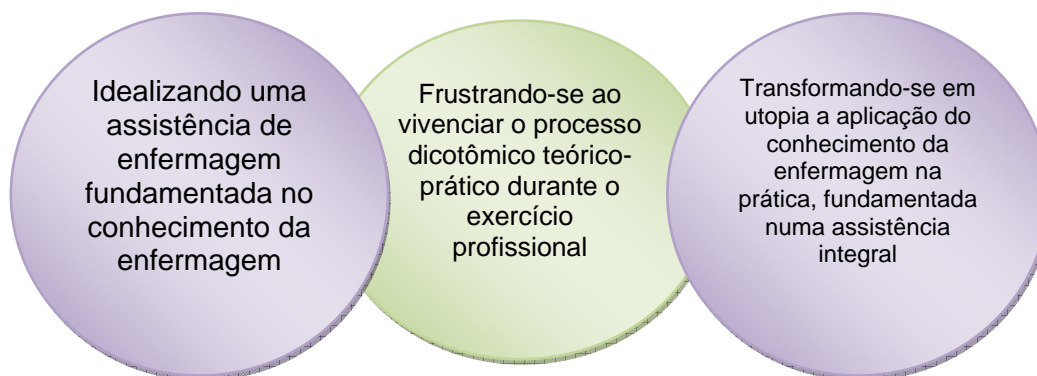 Idealizando uma
assistência de
enfermagem
fundamentada no
conhecimento da
enfermagem
Frustrando-se ao
vivenciar o processo
dicotômico teórico-
prático durante o
exercício
profissional
Transformando-se em
utopia a aplicação do
conhecimento da
enfermagem na
prática, fundamentada
numa assistência
integral